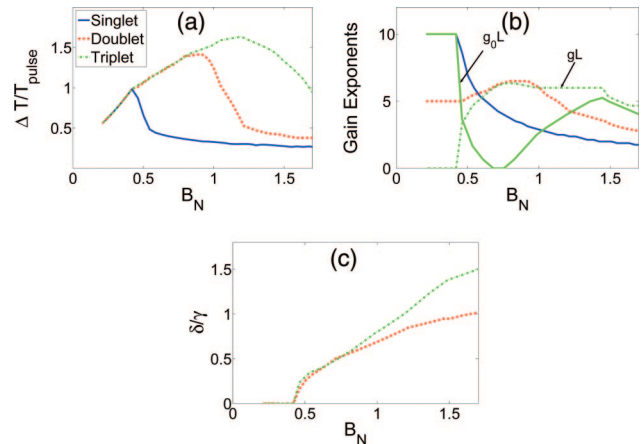 (a)
Singlet
Doublet
Triplet
Δ T/T_pulse
1.5
1
0.5
0 0.5 1 1.5
B_N
(b)
g_0L
gL
Gain Exponents
10
5
0
0 0.5 1 1.5
B_N
(c)
δ/γ
1.5
1
0.5
0
0 0.5 1 1.5
B_N